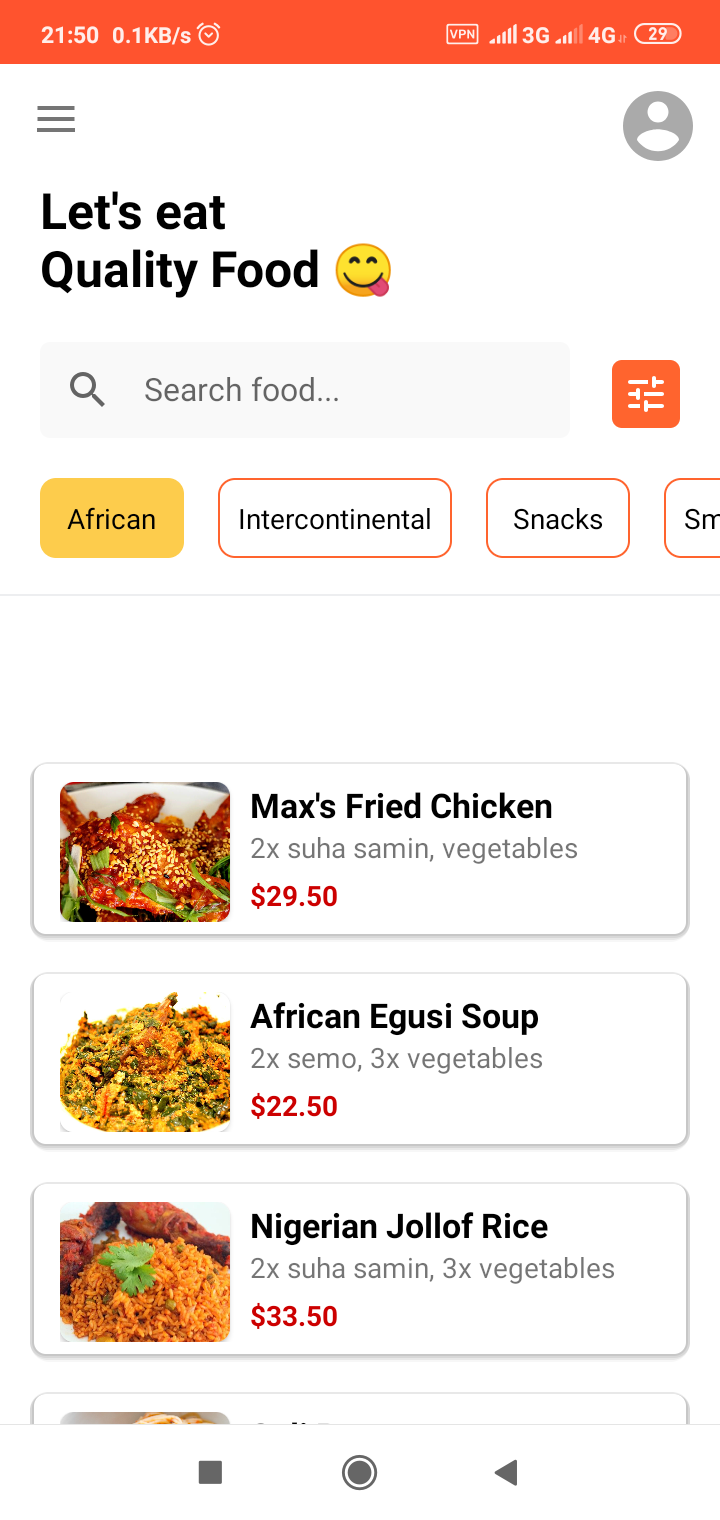 21:50 0.1KB/s VPN 3G 4G 29
Let's eat
Quality Food 😋
Search food...
African Intercontinental Snacks Sm
Max's Fried Chicken
2x suha samin, vegetables
$29.50
African Egusi Soup
2x semo, 3x vegetables
$22.50
Nigerian Jollof Rice
2x suha samin, 3x vegetables
$33.50